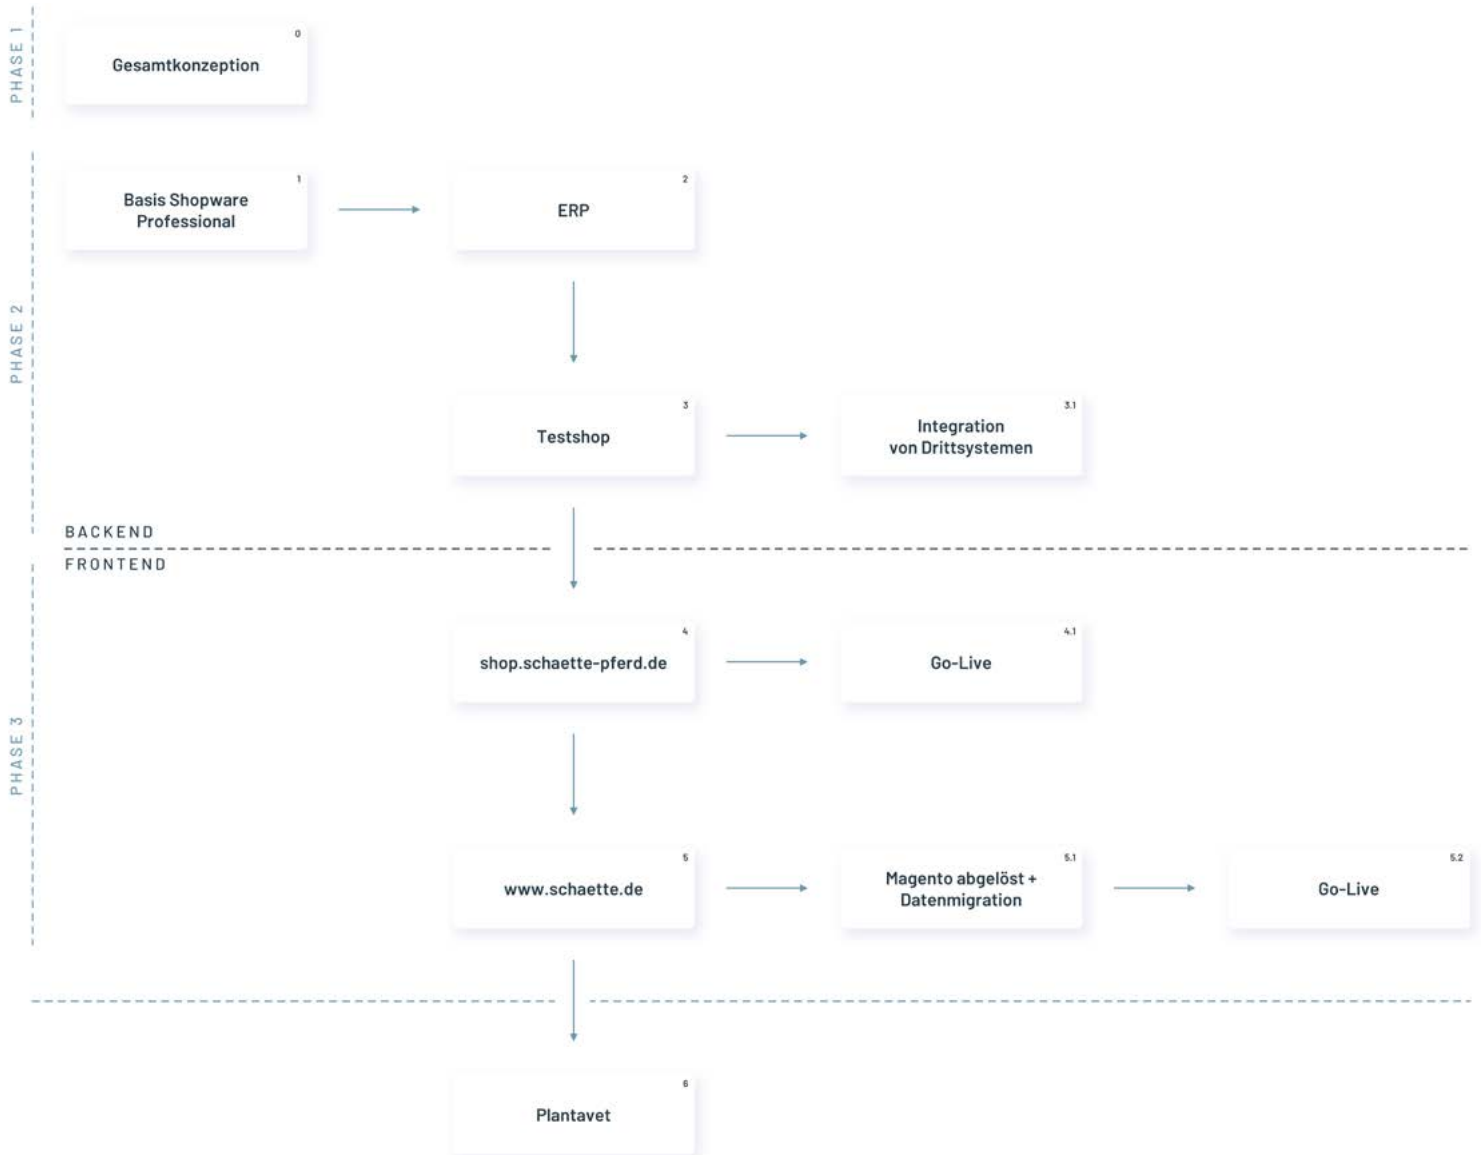 PHASE 1
0
Gesamtkonzeption
PHASE 2
1
Basis Shopware
Professional
2
ERP
3
Testshop
3.1
Integration
von Drittsystemen
BACKEND
FRONTEND
PHASE 3
4
shop.schaette-pferd.de
4.1
Go-Live
5
www.schaette.de
5.1
Magento abgelöst +
Datenmigration
5.2
Go-Live
6
Plantavet